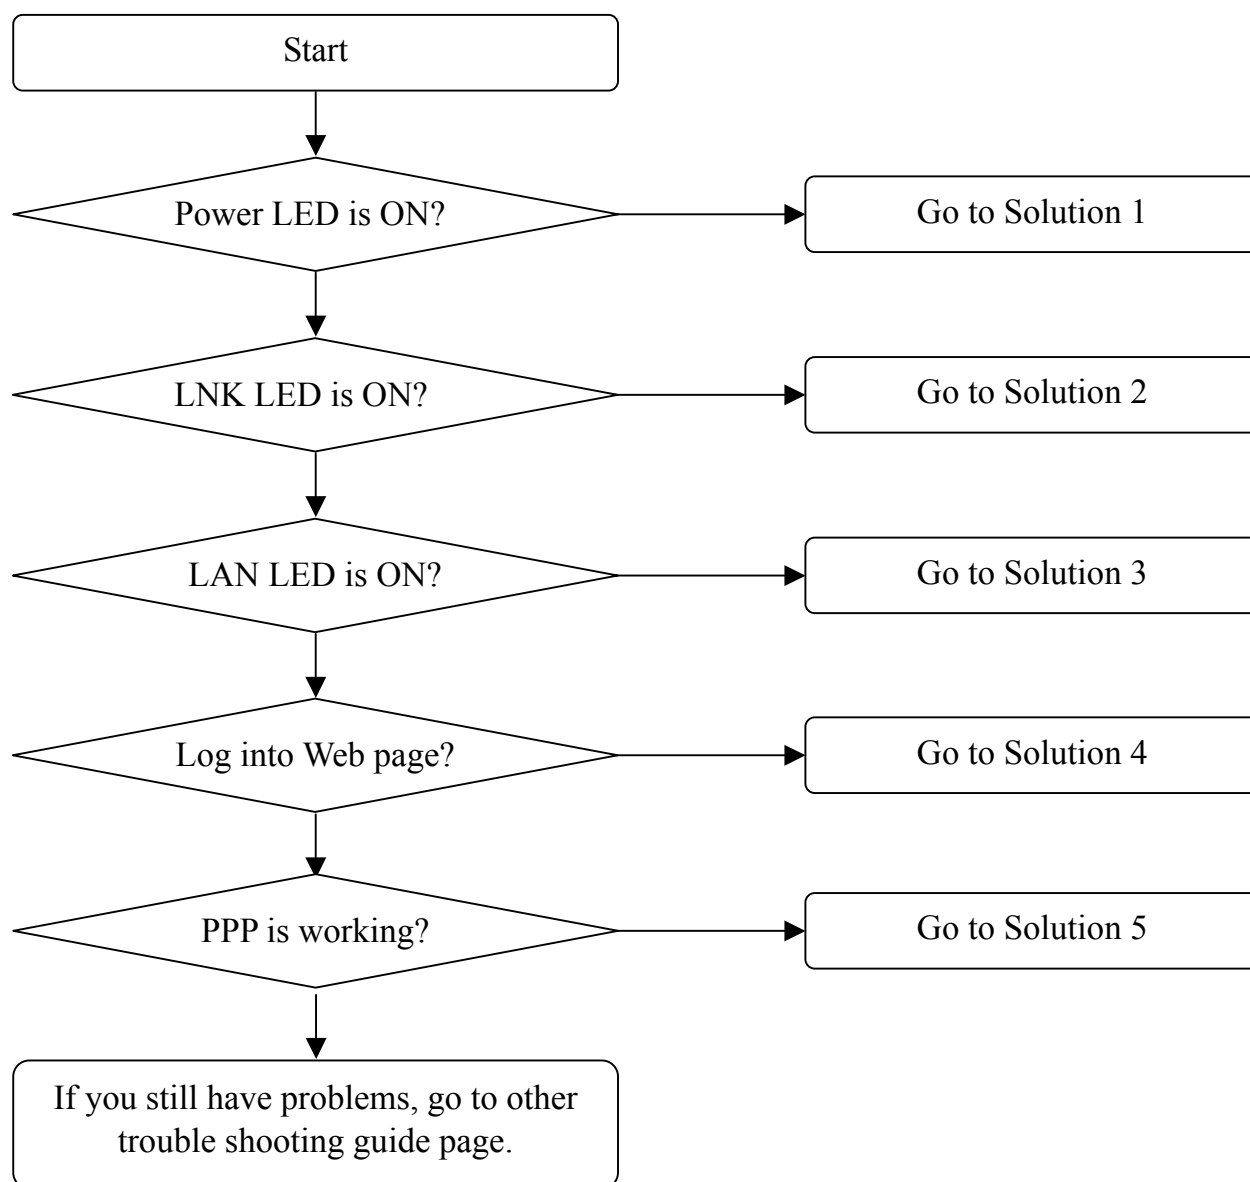 Start
Power LED is ON?
Go to Solution 1
LNK LED is ON?
Go to Solution 2
LAN LED is ON?
Go to Solution 3
Log into Web page?
Go to Solution 4
PPP is working?
Go to Solution 5
If you still have problems, go to other
trouble shooting guide page.